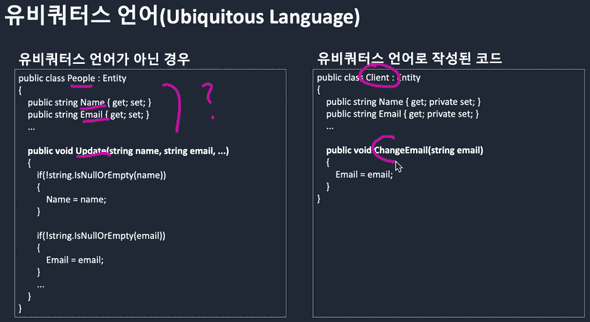 유비쿼터스 언어(Ubiquitous Language)
유비쿼터스 언어가 아닌 경우
public class People : Entity
{
public string Name { get; set; }
public string Email { get; set; }
...
public void Update(string name, string email, ...)
{
if(!string.IsNullOrEmpty(name))
{
Name = name;
}
if(!string.IsNullOrEmpty(email))
{
Email = email;
}
...
}
}
?
유비쿼터스 언어로 작성된 코드
public class Client : Entity
{
public string Name { get; private set; }
public string Email { get; private set; }
...
public void ChangeEmail(string email)
{
Email = email;
}
}